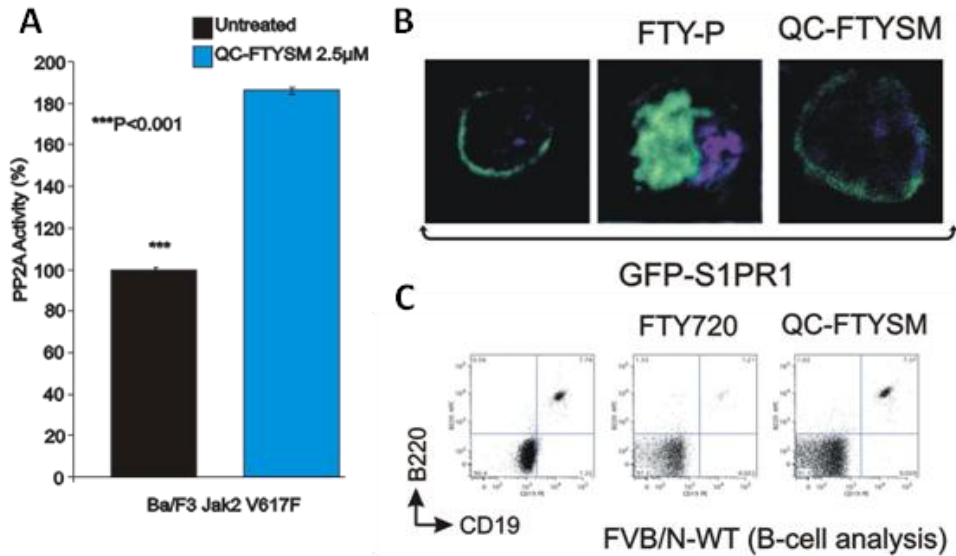 A
Untreated
QC-FTYSM 2.5µM
200
180
160
140
120
100
80
60
40
20
0
PP2A Activity (%)
***P<0.001
***
Ba/F3 Jak2 V617F
B
FTY-P
QC-FTYSM
GFP-S1PR1
C
FTY720
QC-FTYSM
B220
CD19
FVB/N-WT (B-cell analysis)